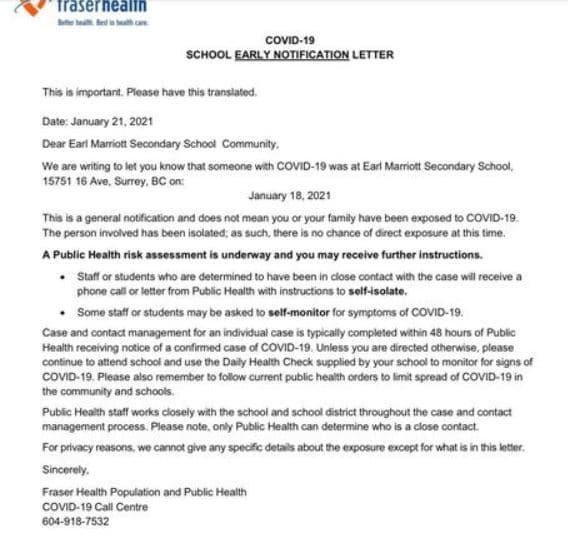 fraserhealth
Better health. Best in health care.
COVID-19
SCHOOL EARLY NOTIFICATION LETTER
This is important. Please have this translated.
Date: January 21, 2021
Dear Earl Marriott Secondary School Community,
We are writing to let you know that someone with COVID-19 was at Earl Marriott Secondary School,
15751 16 Ave, Surrey, BC on:
January 18, 2021
This is a general notification and does not mean you or your family have been exposed to COVID-19.
The person involved has been isolated; as such, there is no chance of direct exposure at this time.
A Public Health risk assessment is underway and you may receive further instructions.
• Staff or students who are determined to have been in close contact with the case will receive a
phone call or letter from Public Health with instructions to self-isolate.
• Some staff or students may be asked to self-monitor for symptoms of COVID-19.
Case and contact management for an individual case is typically completed within 48 hours of Public
Health receiving notice of a confirmed case of COVID-19. Unless you are directed otherwise, please
continue to attend school and use the Daily Health Check supplied by your school to monitor for signs of
COVID-19. Please also remember to follow current public health orders to limit spread of COVID-19 in
the community and schools.
Public Health staff works closely with the school and school district throughout the case and contact
management process. Please note, only Public Health can determine who is a close contact.
For privacy reasons, we cannot give any specific details about the exposure except for what is in this letter.
Sincerely,
Fraser Health Population and Public Health
COVID-19 Call Centre
604-918-7532